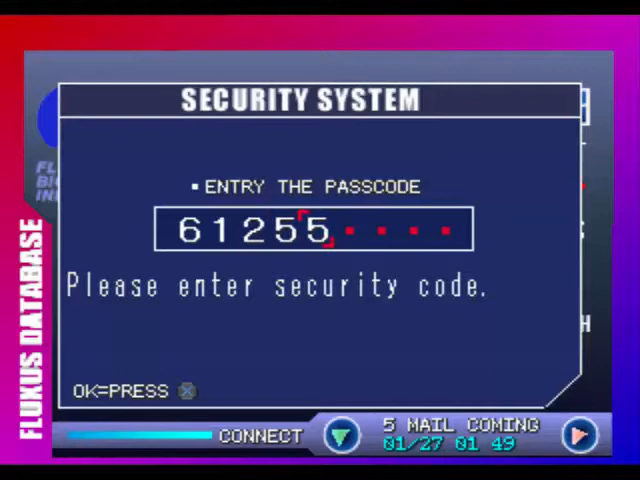 SECURITY SYSTEM
▪ENTRY THE PASSCODE
61255
Please enter security code.
OK=PRESS
FLUXUS DATABASE
CONNECT
5 MAIL COMING
01/27 01 49